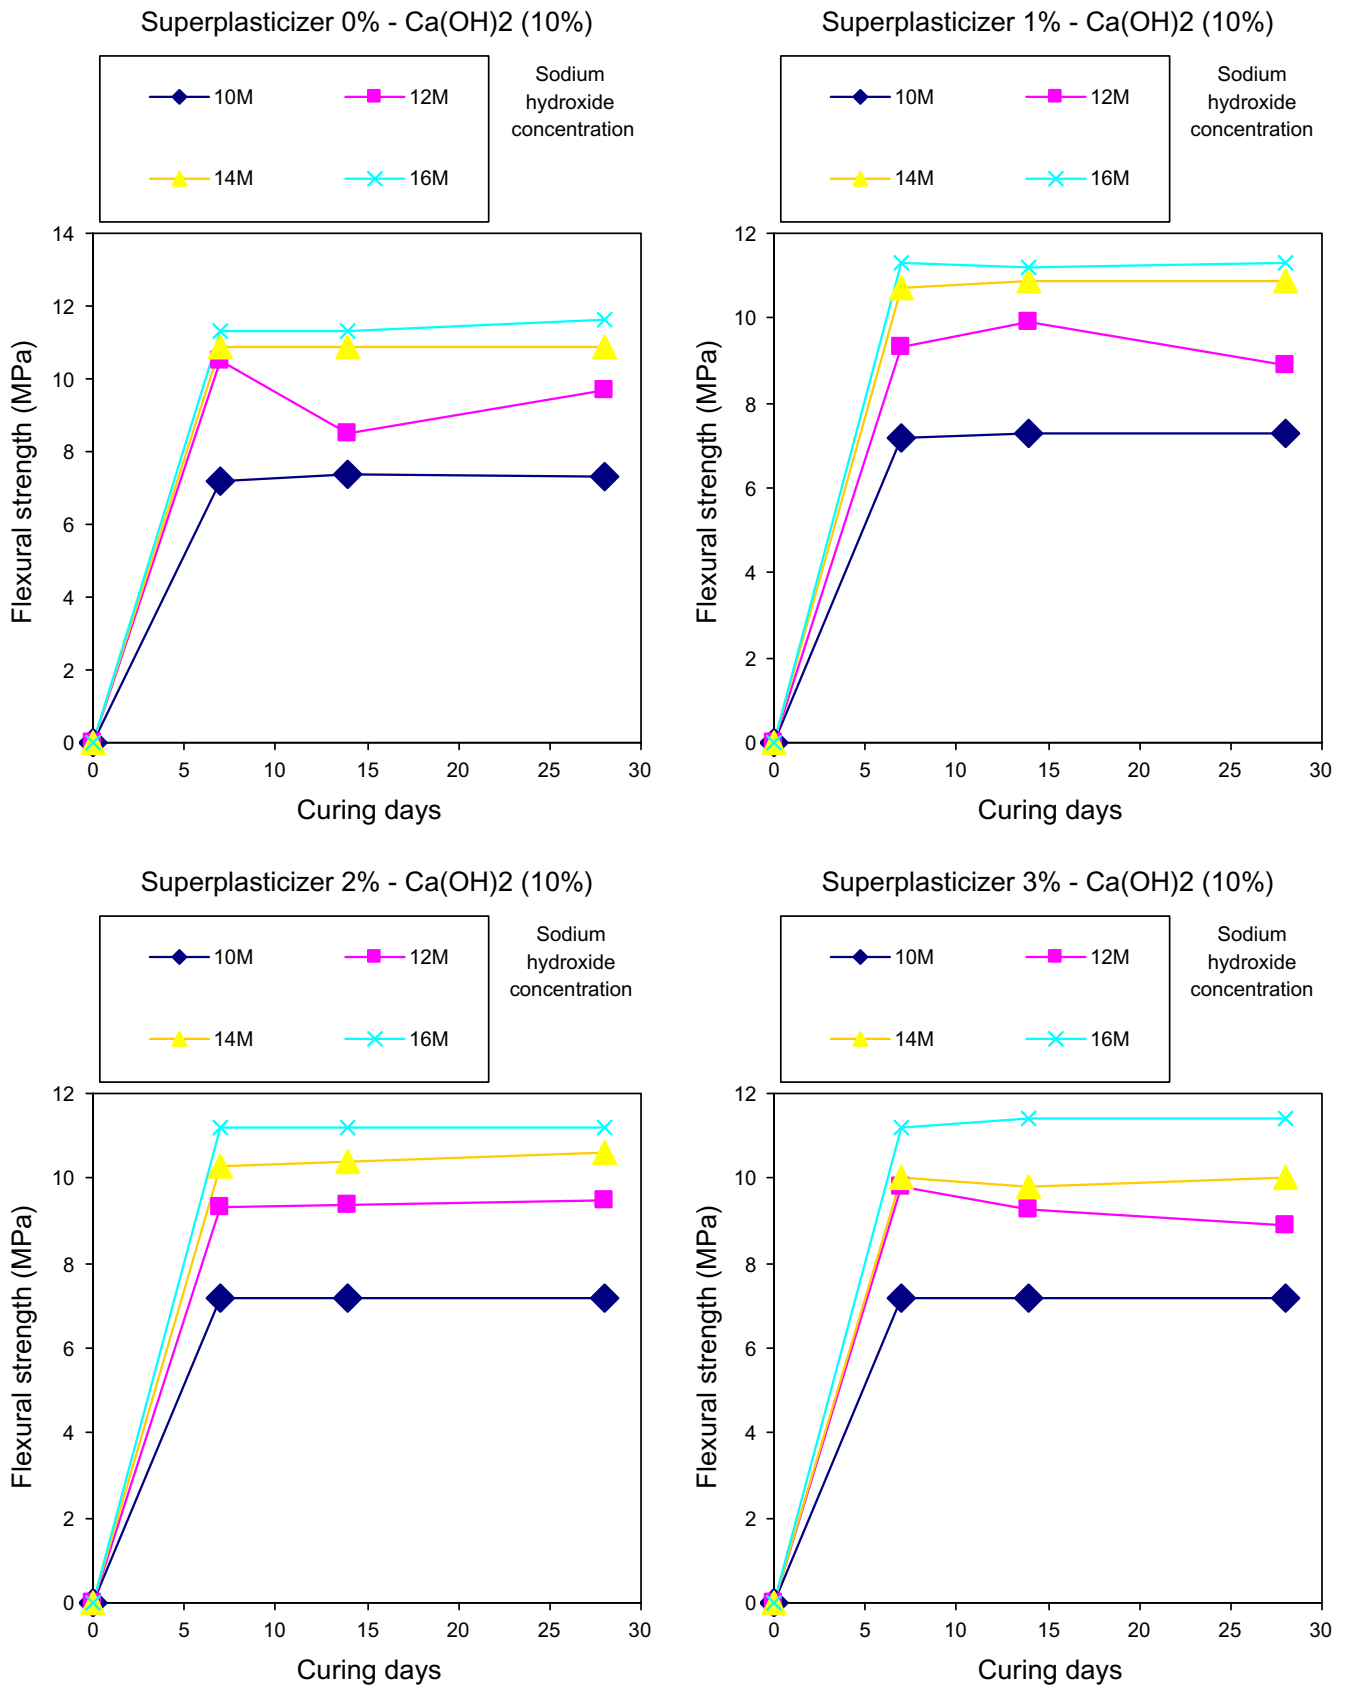 Superplasticizer 0% - Ca(OH)2 (10%)
10M
12M
14M
16M
Sodium
hydroxide
concentration
14
12
10
8
6
4
2
0
Flexural strength (MPa)
0 5 10 15 20 25 30
Curing days
Superplasticizer 1% - Ca(OH)2 (10%)
10M
12M
14M
16M
Sodium
hydroxide
concentration
12
10
8
6
4
2
0
Flexural strength (MPa)
0 5 10 15 20 25 30
Curing days
Superplasticizer 2% - Ca(OH)2 (10%)
10M
12M
14M
16M
Sodium
hydroxide
concentration
12
10
8
6
4
2
0
Flexural strength (MPa)
0 5 10 15 20 25 30
Curing days
Superplasticizer 3% - Ca(OH)2 (10%)
10M
12M
14M
16M
Sodium
hydroxide
concentration
12
10
8
6
4
2
0
Flexural strength (MPa)
0 5 10 15 20 25 30
Curing days